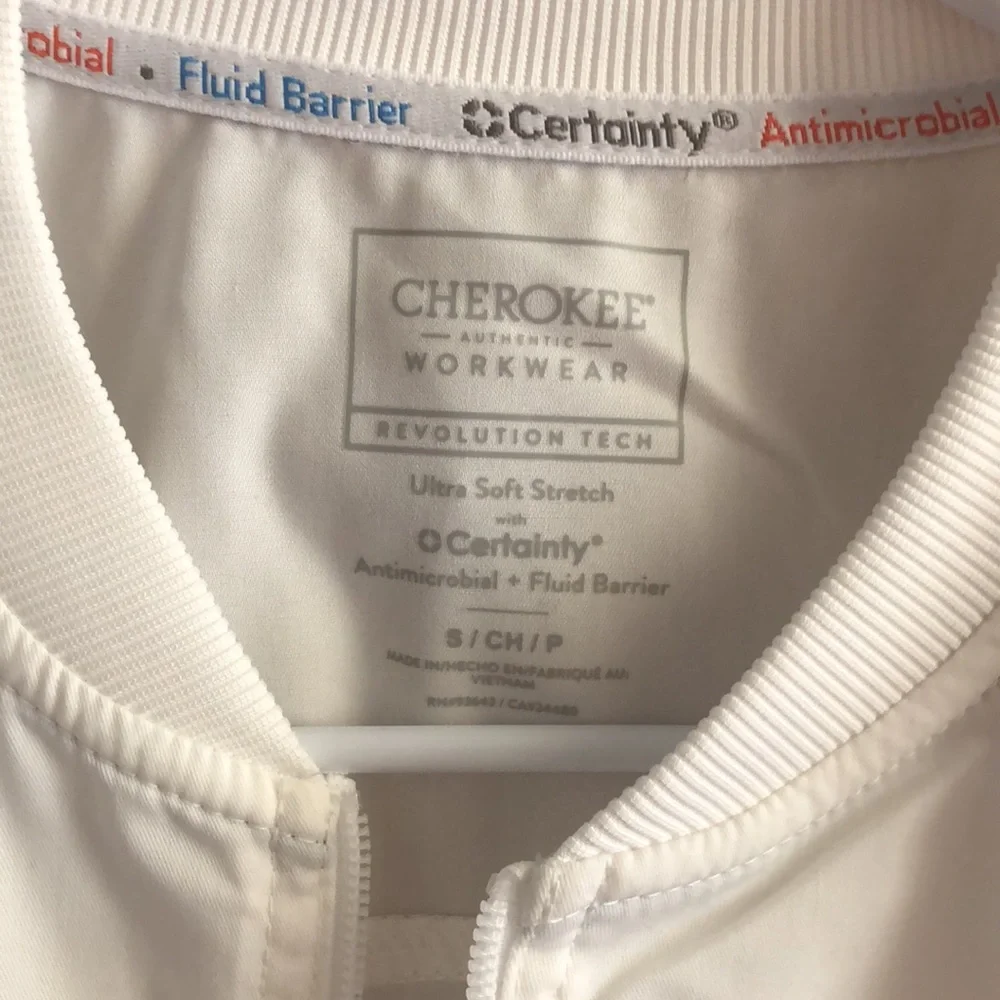 obial • Fluid Barrier Certainty® Antimicrobial
CHEROKEE®
AUTHENTIC
WORKWEAR
REVOLUTION TECH
Ultra Soft Stretch
with
Certainty®
Antimicrobial + Fluid Barrier
S / CH / P
MADE IN/HECHO EN/FABRIQUÉ AU:
VIETNAM